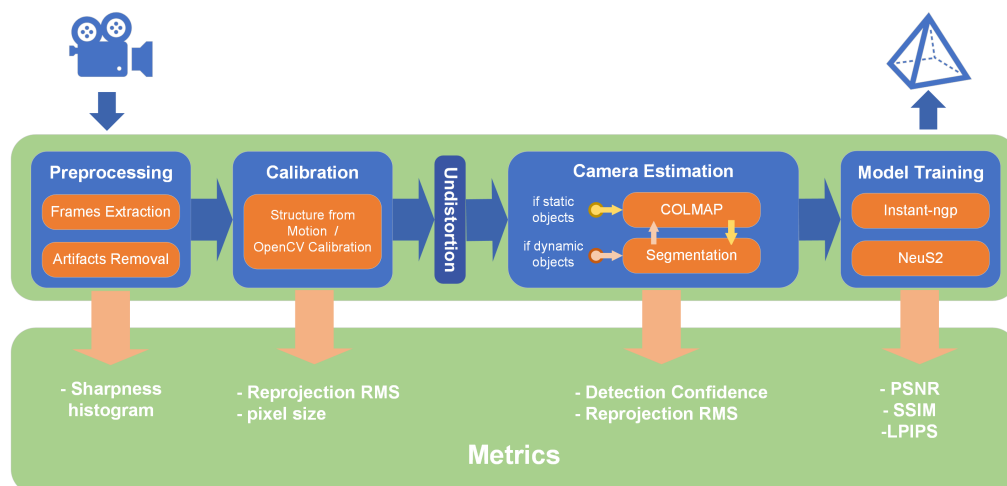 Preprocessing
Frames Extraction
Artifacts Removal
Calibration
Structure from
Motion /
OpenCV Calibration
Undistortion
Camera Estimation
if static
objects
COLMAP
if dynamic
objects
Segmentation
Model Training
Instant-ngp
NeuS2
- Sharpness
histogram
- Reprojection RMS
- pixel size
- Detection Confidence
- Reprojection RMS
- PSNR
- SSIM
-LPIPS
Metrics